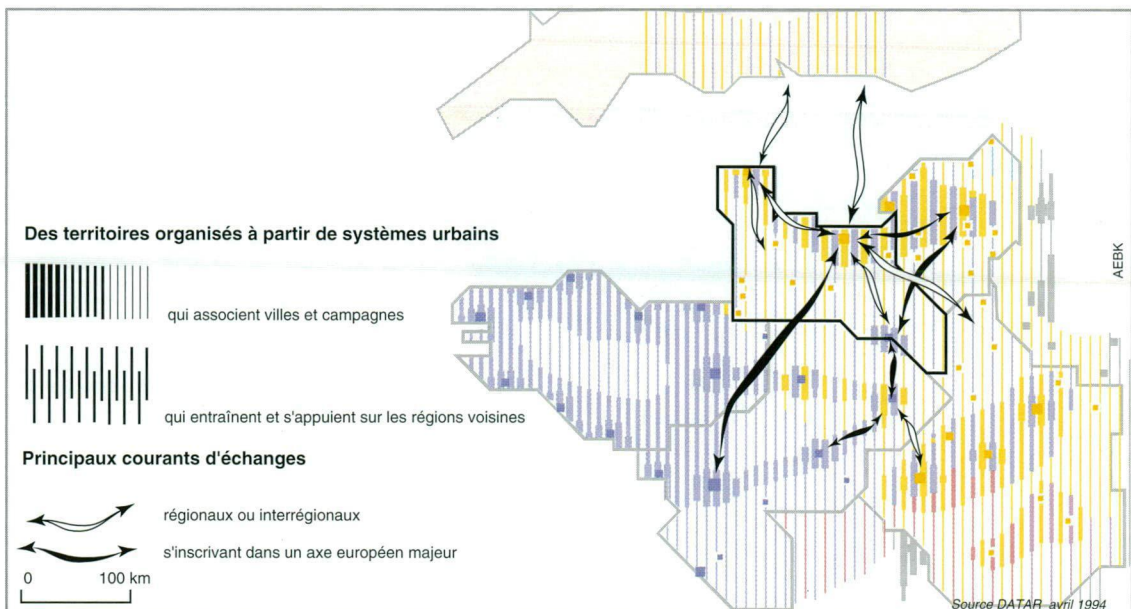 Des territoires organisés à partir de systèmes urbains
qui associent villes et campagnes
qui entraînent et s'appuient sur les régions voisines
Principaux courants d'échanges
régionaux ou interrégionaux
s'inscrivant dans un axe européen majeur
0 100 km
AEBK
Source DATAR avril 1994